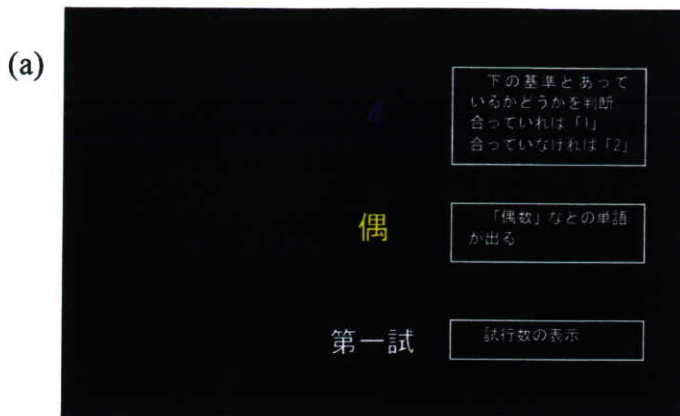 (a)
4
下の基準とあって
いるかどうかを判断
合っていれば「1」
合っていなければ「2」
偶
「偶数」などの単語
が出る
第一試
試行数の表示